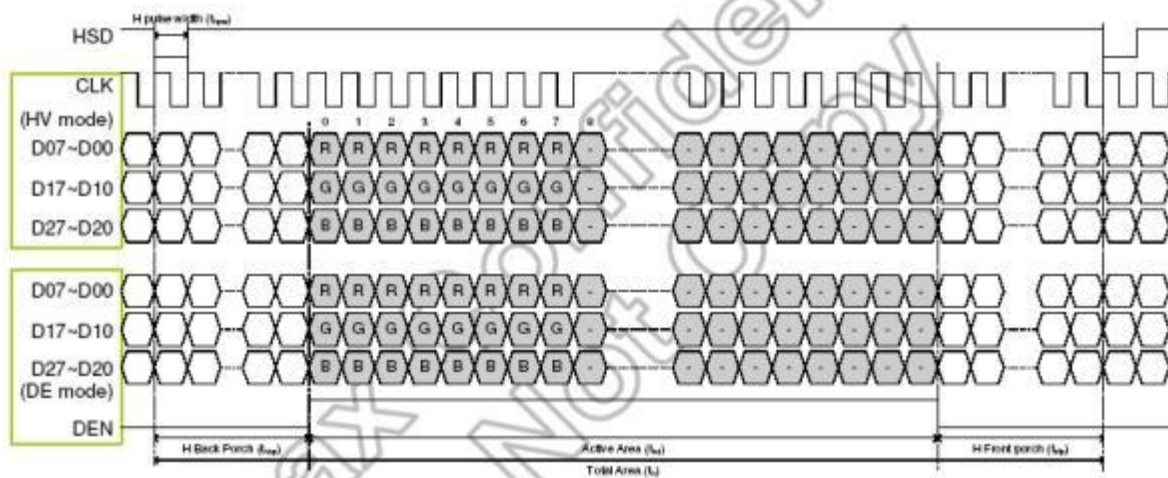 H pulse width
HSD
CLK
(HV mode)
0 1 2 3 4 5 6 7 8
D07~D00 R R R R R R R R - - - - - - - - -
D17~D10 G G G G G G G G - - - - - - - - -
D27~D20 B B B B B B B B - - - - - - - - -
D07~D00 R R R R R R R R - - - - - - - - -
D17~D10 G G G G G G G G - - - - - - - - -
D27~D20 B B B B B B B B - - - - - - - - -
(DE mode)
DEN
H Back Porch
Active Area
H Front porch
Total Area
Not Copy